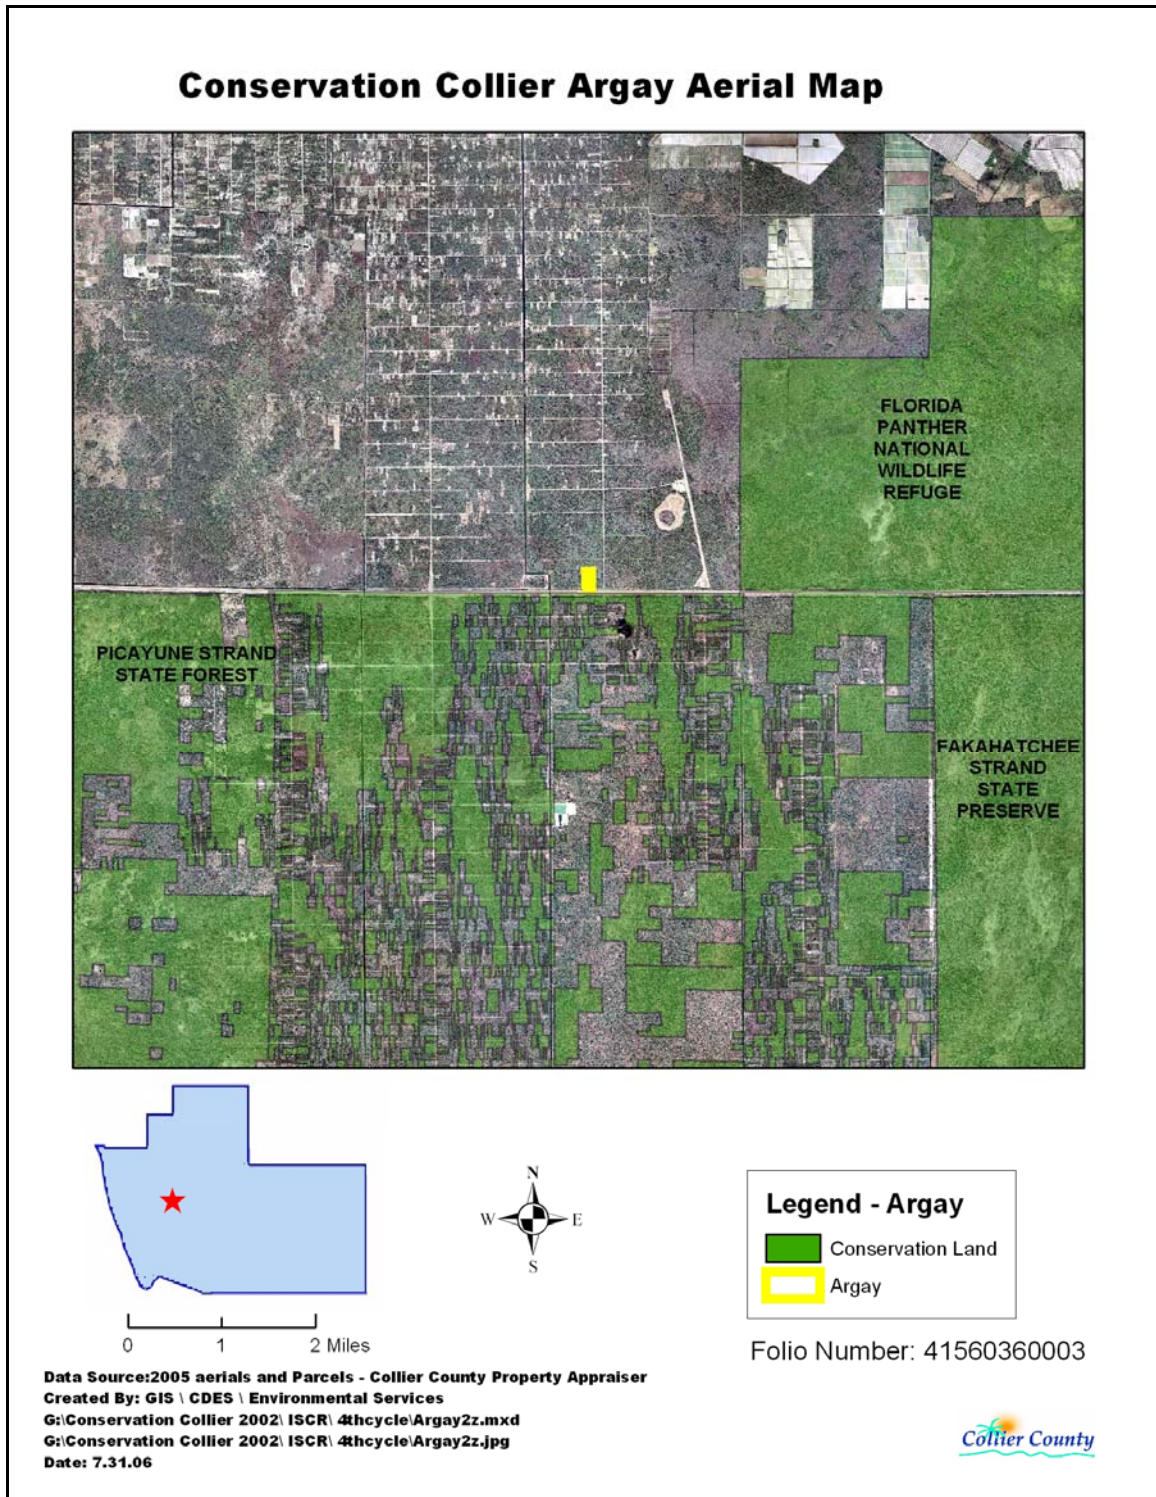 Conservation Collier Argay Aerial Map
FLORIDA
PANTHER
NATIONAL
WILDLIFE
REFUGE
PICAYUNE STRAND
STATE FOREST
FAKAHATCHEE
STRAND
STATE
PRESERVE
N
W
E
S
0 1 2 Miles
Legend - Argay
Conservation Land
Argay
Folio Number: 41560360003
Data Source:2005 aerials and Parcels - Collier County Property Appraiser
Created By: GIS \ CDES \ Environmental Services
G:\Conservation Collier 2002\ ISCR\ 4thcycle\Argay2z.mxd
G:\Conservation Collier 2002\ ISCR\ 4thcycle\Argay2z.jpg
Date: 7.31.06
Collier County